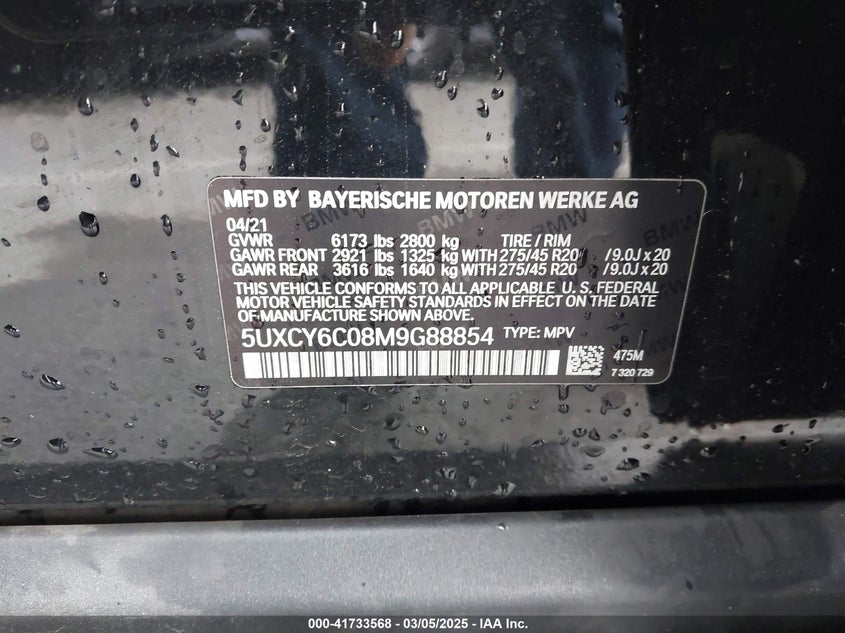 MFD BY BAYERISCHE MOTOREN WERKE AG
04/21
GVWR 6173 lbs 2800 kg TIRE / RIM
GAWR FRONT 2921 lbs 1325 kg WITH 275/45 R20 / 9.0J x 20
GAWR REAR 3616 lbs 1640 kg WITH 275/45 R20 / 9.0J x 20
THIS VEHICLE CONFORMS TO ALL APPLICABLE U. S. FEDERAL
MOTOR VEHICLE SAFETY STANDARDS IN EFFECT ON THE DATE
OF MANUFACTURE SHOWN ABOVE.
5UXCY6C08M9G88854 TYPE: MPV
475M
7 320 729
000-41733568 - 03/05/2025 - IAA Inc.